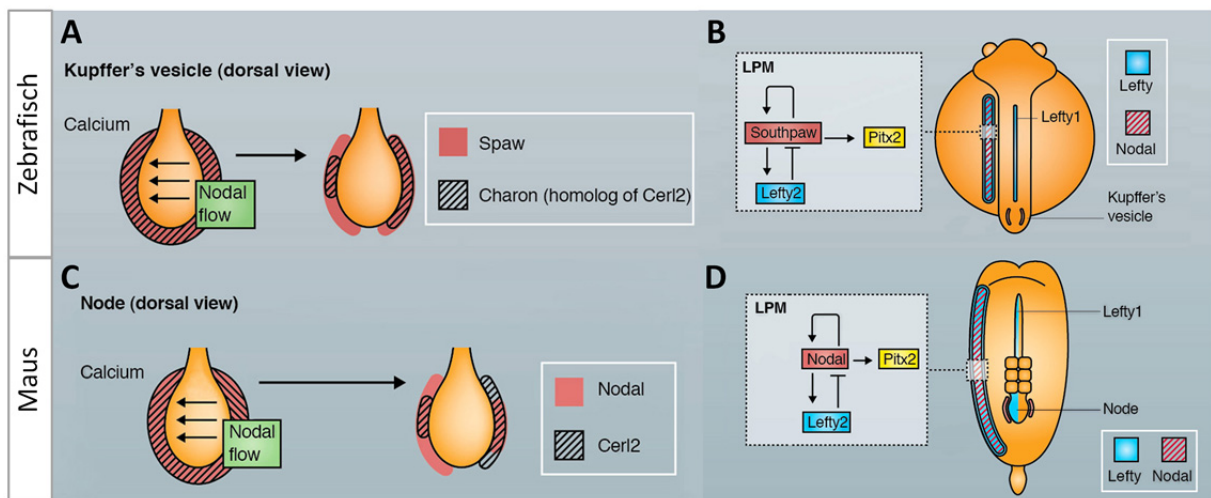 Zebrafisch
A
Kupffer's vesicle (dorsal view)
Calcium
Nodal
flow
Spaw
Charon (homolog of Cerl2)
B
LPM
Southpaw
Pitx2
Lefty2
Lefty1
Kupffer's
vesicle
Lefty
Nodal
Maus
C
Node (dorsal view)
Calcium
Nodal
flow
Nodal
Cerl2
D
LPM
Nodal
Pitx2
Lefty2
Lefty1
Node
Lefty Nodal